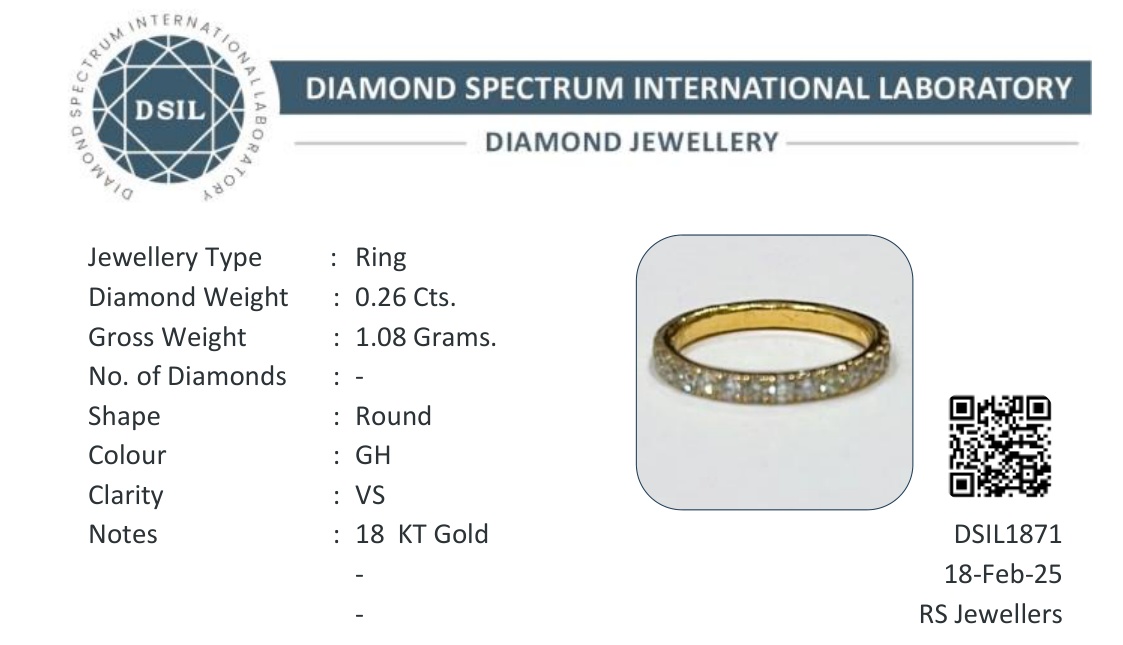 DIAMOND SPECTRUM INTERNATIONAL LABORATORY
DSIL
DIAMOND SPECTRUM INTERNATIONAL LABORATORY
DIAMOND JEWELLERY
Jewellery Type : Ring
Diamond Weight : 0.26 Cts.
Gross Weight : 1.08 Grams.
No. of Diamonds : -
Shape : Round
Colour : GH
Clarity : VS
Notes : 18 KT Gold
-
-
DSIL1871
18-Feb-25
RS Jewellers